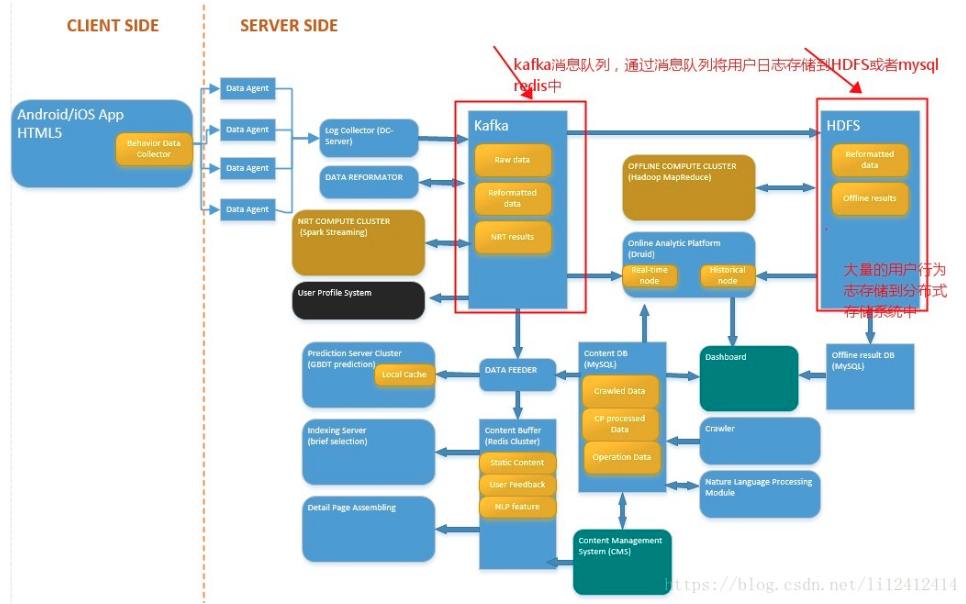 CLIENT SIDE
SERVER SIDE
kafka消息队列，通过消息队列将用户日志存储到HDFS或者mysql
redis中
Android/iOS App
HTML5
Behavior Data
Collector
Data Agent
Data Agent
Data Agent
Data Agent
Log Collector (DC-
Server)
DATA REFORMATOR
NRT COMPUTE CLUSTER
(Spark Streaming)
User Profile System
Kafka
Raw data
Reformatted
data
NRT results
OFFLINE COMPUTE CLUSTER
(Hadoop MapReduce)
Online Analytic Platform
(Druid)
Real-time
node
Historical
node
HDFS
Reformatted
data
Offline results
大量的用户行为
志存储到分布式
存储系统中
Prediction Server Cluster
(GBDT prediction)
Local Cache
DATA FEEDER
Content DB
(MySQL)
Crawled Data
CP processed
Data
Operation Data
Dashboard
Offline result DB
(MySQL)
Indexing Server
(brief selection)
Content Buffer
(Redis Cluster)
Static Content
User Feedback
NLP feature
Crawler
Nature Language Processing
Module
Detail Page Assembling
Content Management
System (CMS)
https://blog.csdn.net/li12412414